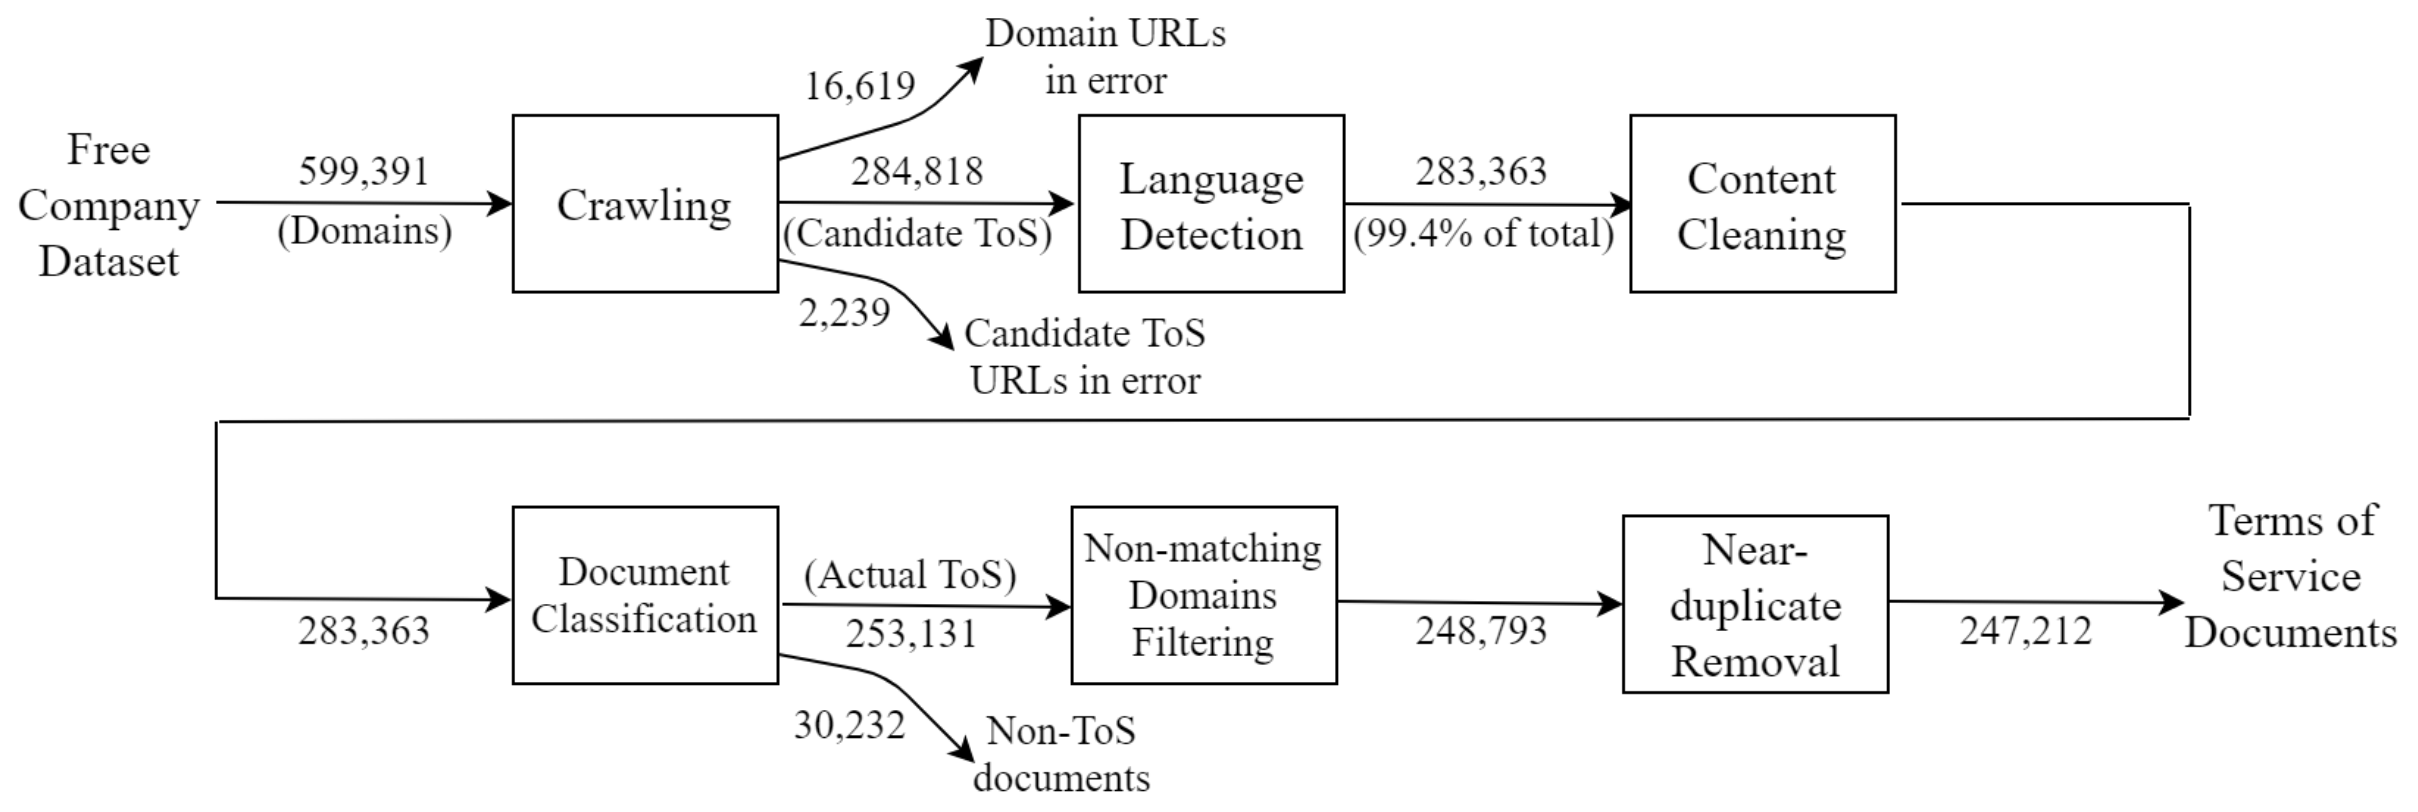 Free
Company
Dataset
599,391
(Domains)
Crawling
16,619
Domain URLs
in error
284,818
(Candidate ToS)
2,239
Candidate ToS
URLs in error
Language
Detection
283,363
(99.4% of total)
Content
Cleaning
283,363
Document
Classification
(Actual ToS)
253,131
30,232
Non-ToS
documents
Non-matching
Domains
Filtering
248,793
Near-
duplicate
Removal
247,212
Terms of
Service
Documents